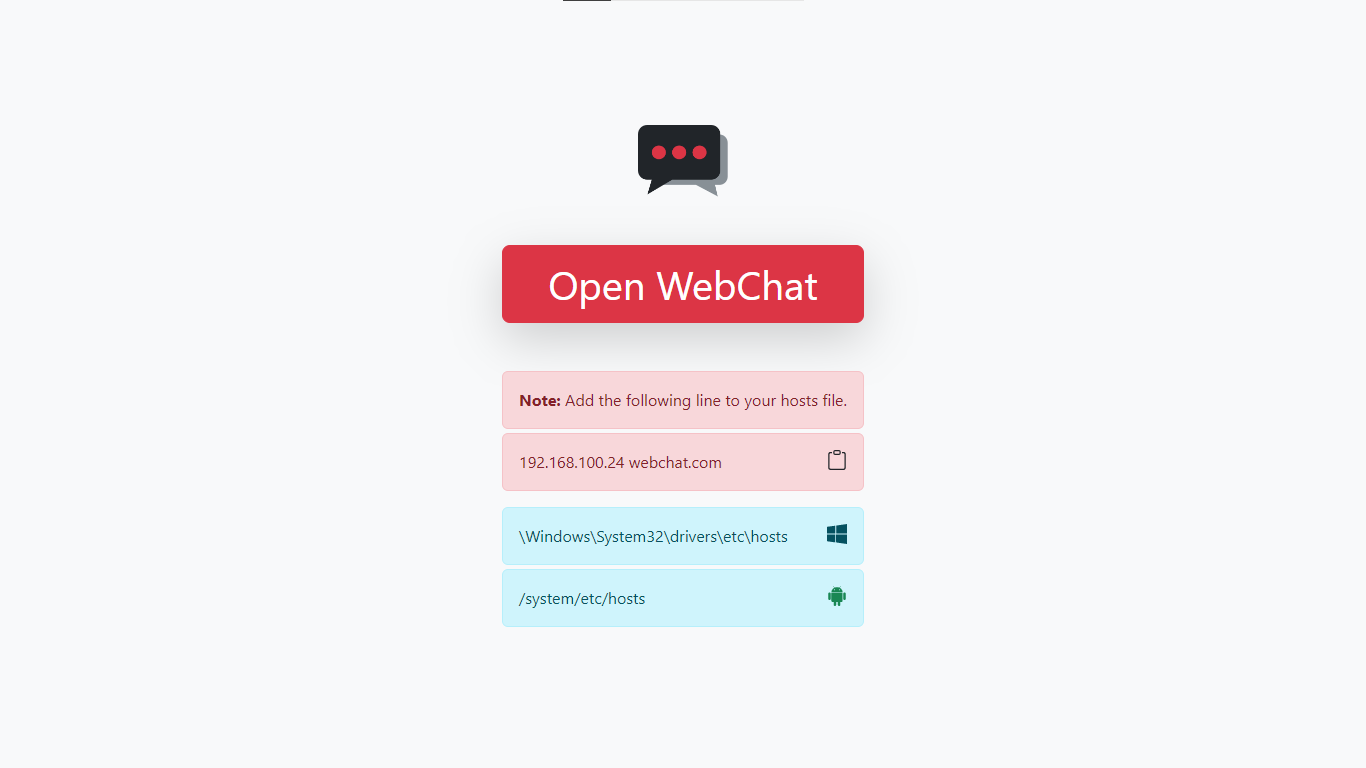 Open WebChat
Note: Add the following line to your hosts file.
192.168.100.24 webchat.com
\Windows\System32\drivers\etc\hosts
/system/etc/hosts